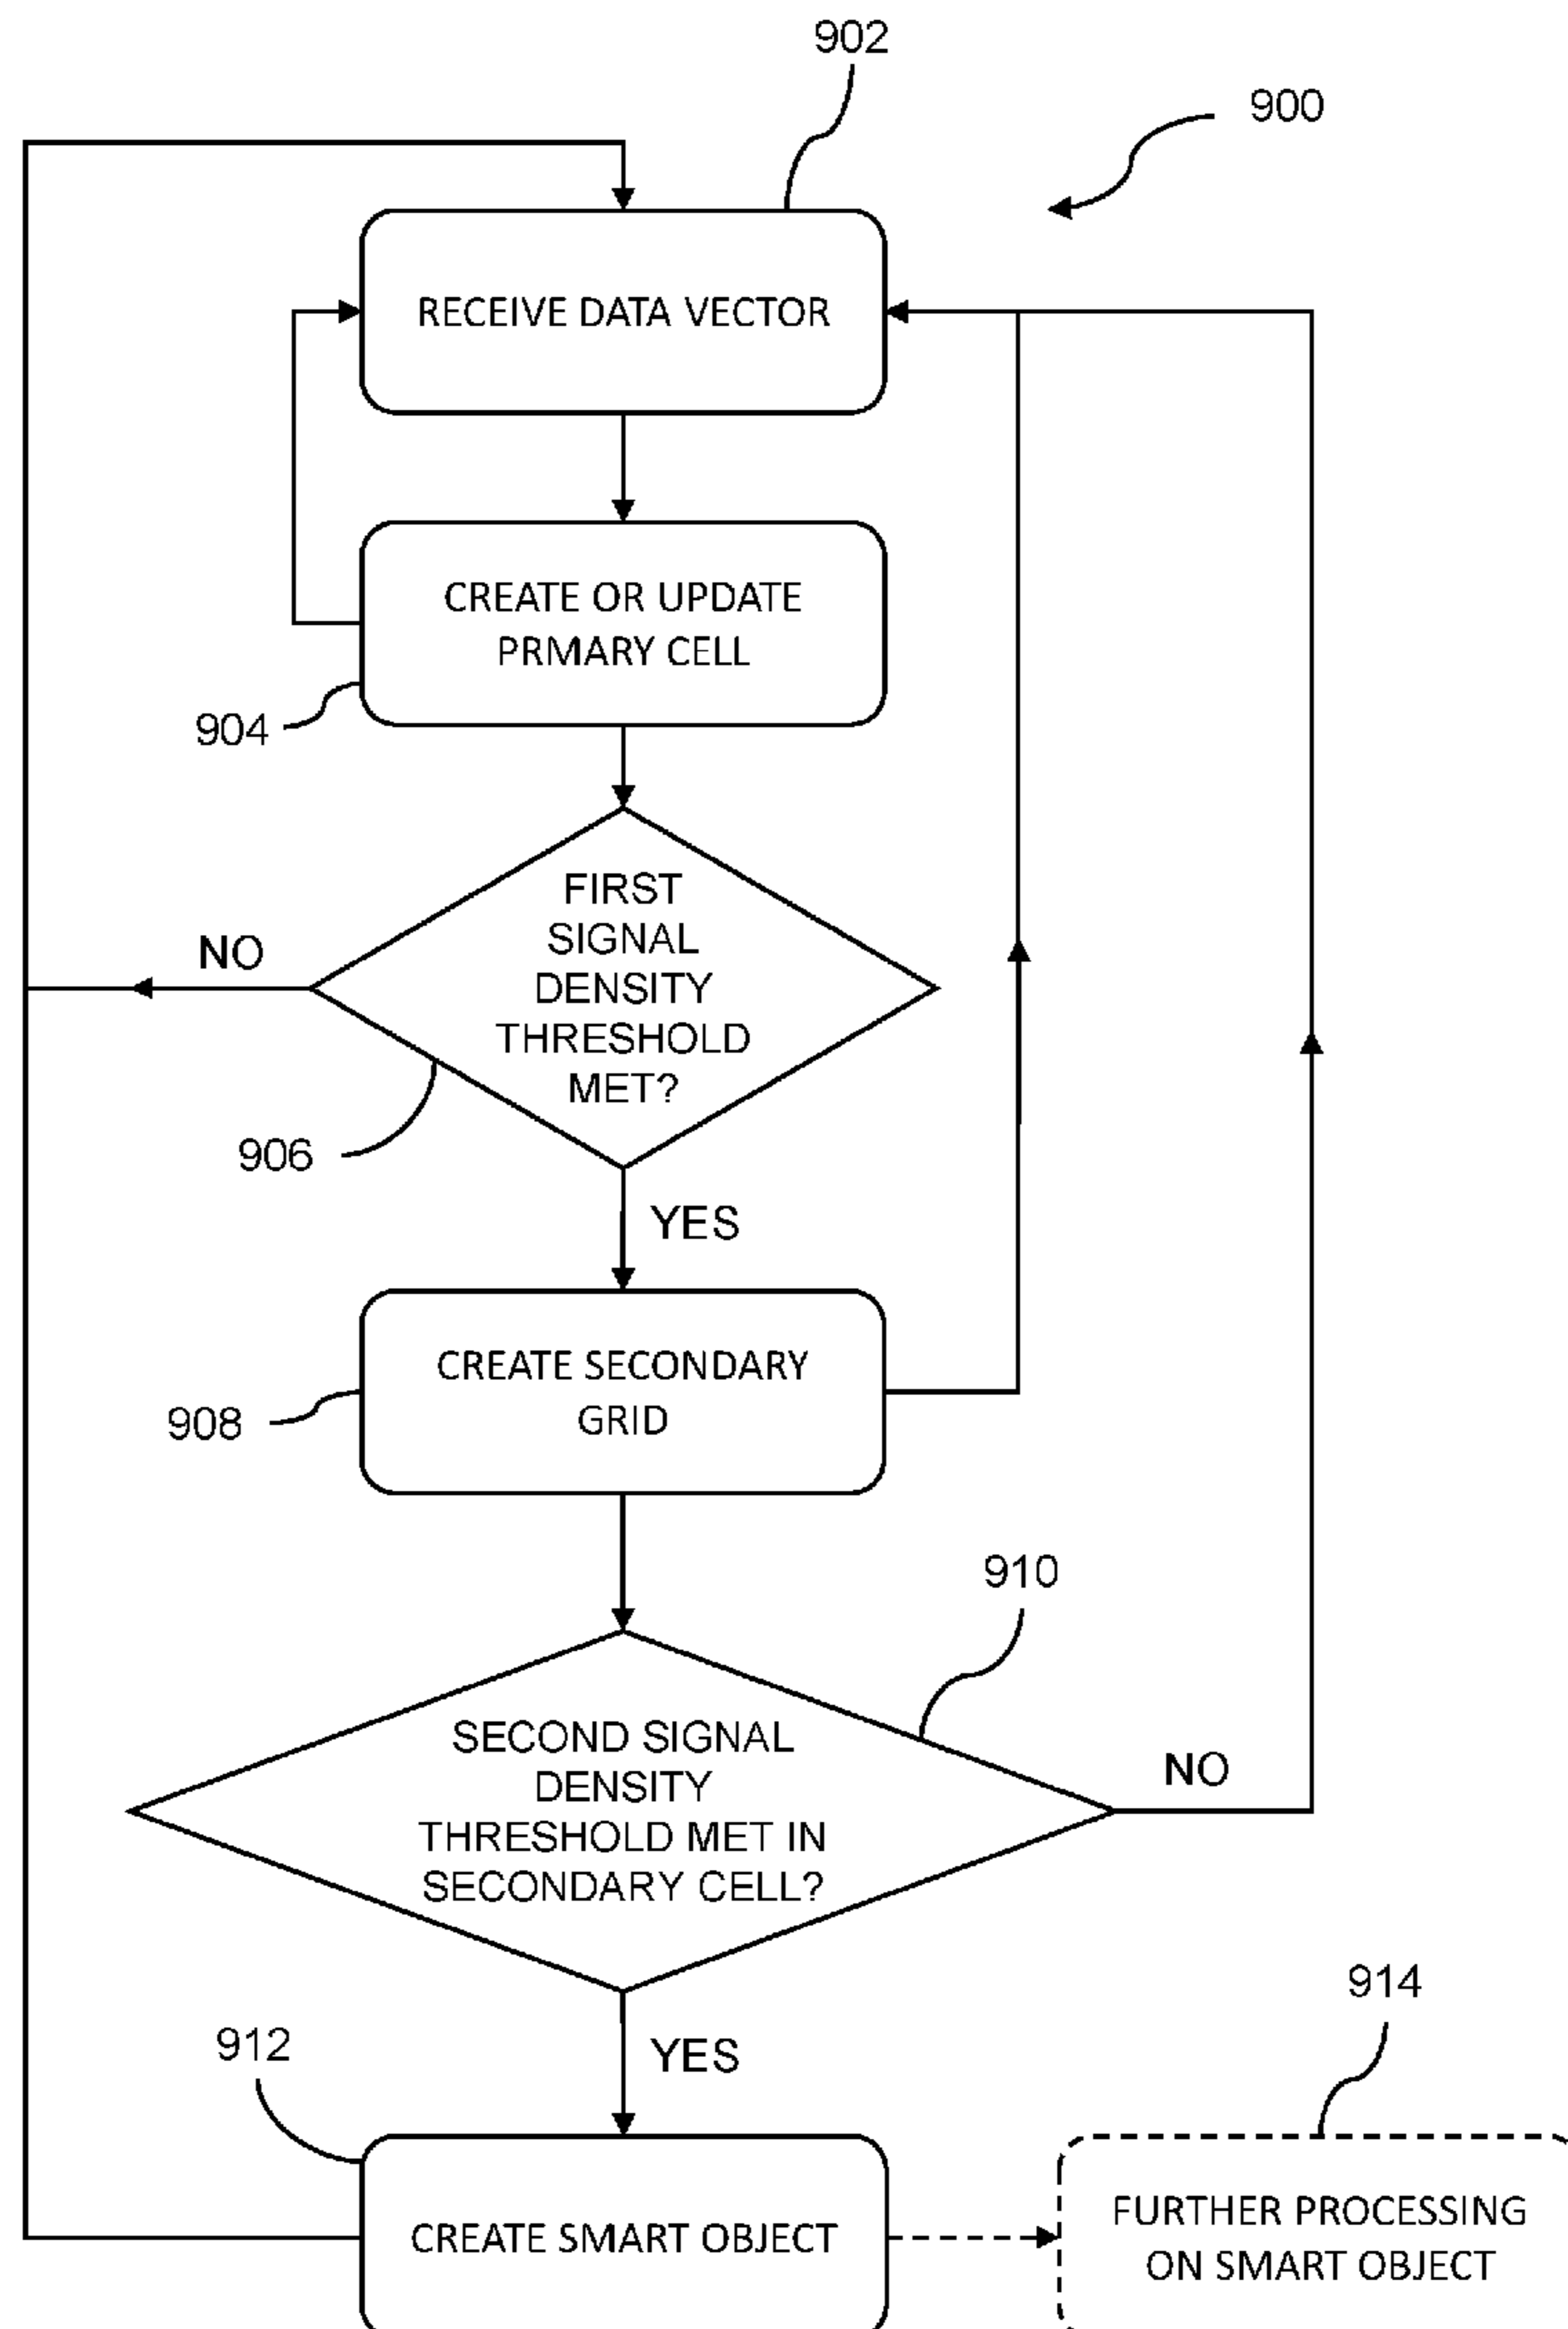 902
900
RECEIVE DATA VECTOR
CREATE OR UPDATE
PRMARY CELL
904
FIRST
SIGNAL
DENSITY
THRESHOLD
MET?
NO
906
YES
CREATE SECONDARY
GRID
908
910
SECOND SIGNAL
DENSITY
THRESHOLD MET IN
SECONDARY CELL?
NO
914
912
YES
CREATE SMART OBJECT
FURTHER PROCESSING
ON SMART OBJECT